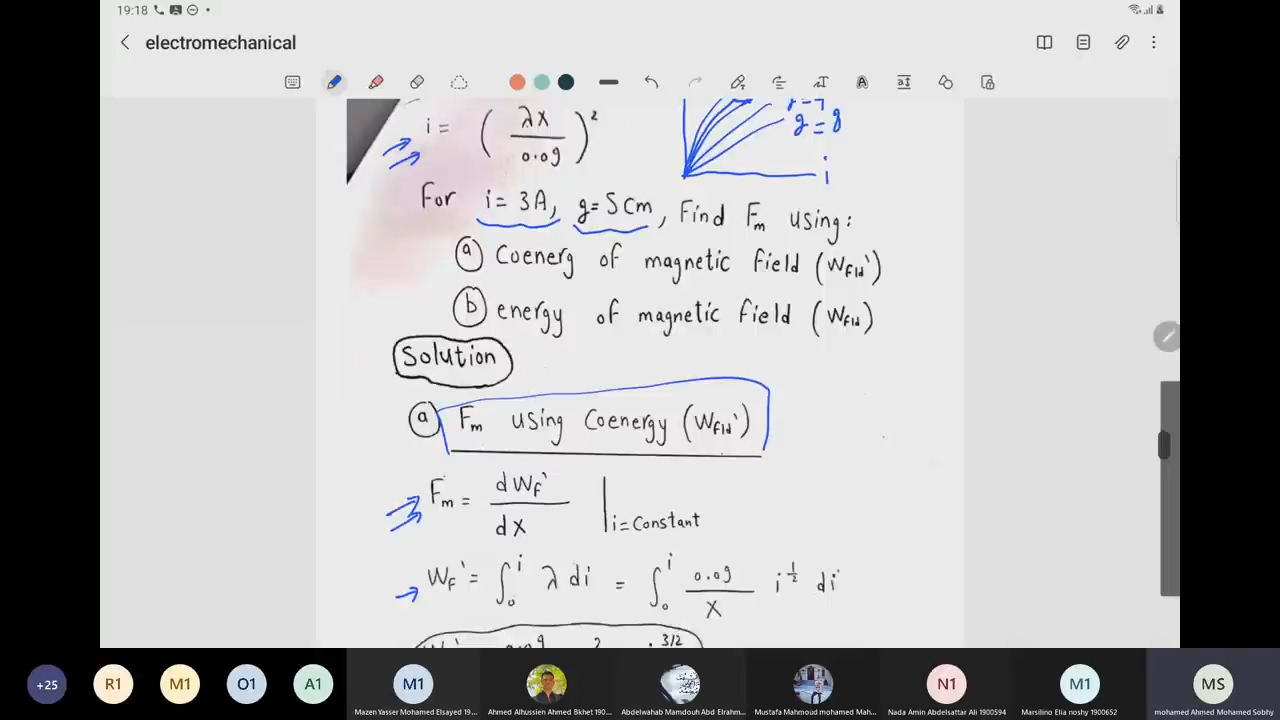 19:18
electromechanical
i = ( λx / 0.09 )²
g = 8
i
For i = 3A, g = 5cm, Find Fm using:
ⓐ Coenerg of magnetic field (Wfld')
ⓑ energy of magnetic field (Wfld)
Solution
ⓐ Fm using Coenergy (Wfld')
Fm = dWF' / dx | i = Constant
WF' = ∫₀ⁱ λ di = ∫₀ⁱ 0.09 / x i^1/2 di
3/2
+25 R1 M1 O1 A1 M1 N1 M1 MS
Mazen Yasser Mohamed Elsayed 19... Ahmed Alhussien Ahmed Bkhet 190... Abdelwahab Mamdouh Abd Elrahm... Mustafa Mahmoud mohamed Mah... Nada Amin Abdelsattar Ali 1900594 Marsilino Elia noshy 1900652 mohamed Ahmed Mohamed Sobhy